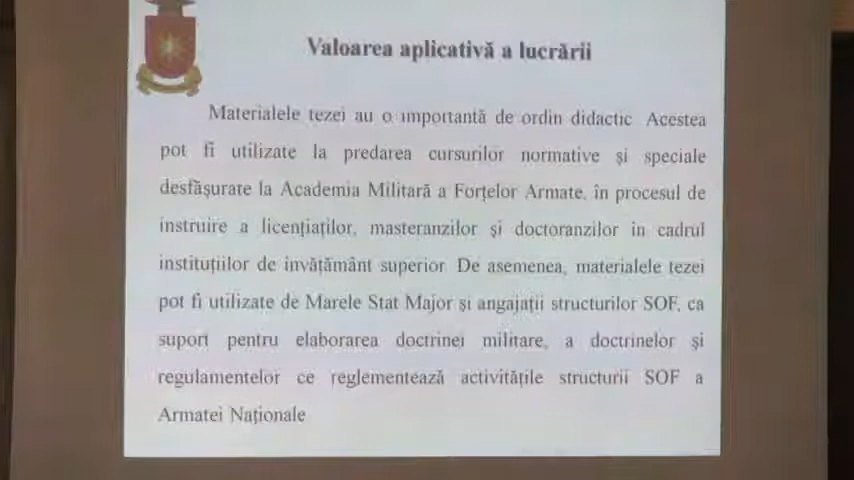 Valoarea aplicativă a lucrării
Materialele tezei au o importantă de ordin didactic. Acestea
pot fi utilizate la predarea cursurilor normative și speciale
desfășurate la Academia Militară a Forțelor Armate, în procesul de
instruire a licențiaților, masteranzilor și doctoranzilor în cadrul
instituțiilor de învățământ superior. De asemenea, materialele tezei
pot fi utilizate de Marele Stat Major și angajații structurilor SOF, ca
suport pentru elaborarea doctrinei militare, a doctrinelor și
regulamentelor ce reglementează activitățile structurii SOF a
Armatei Naționale